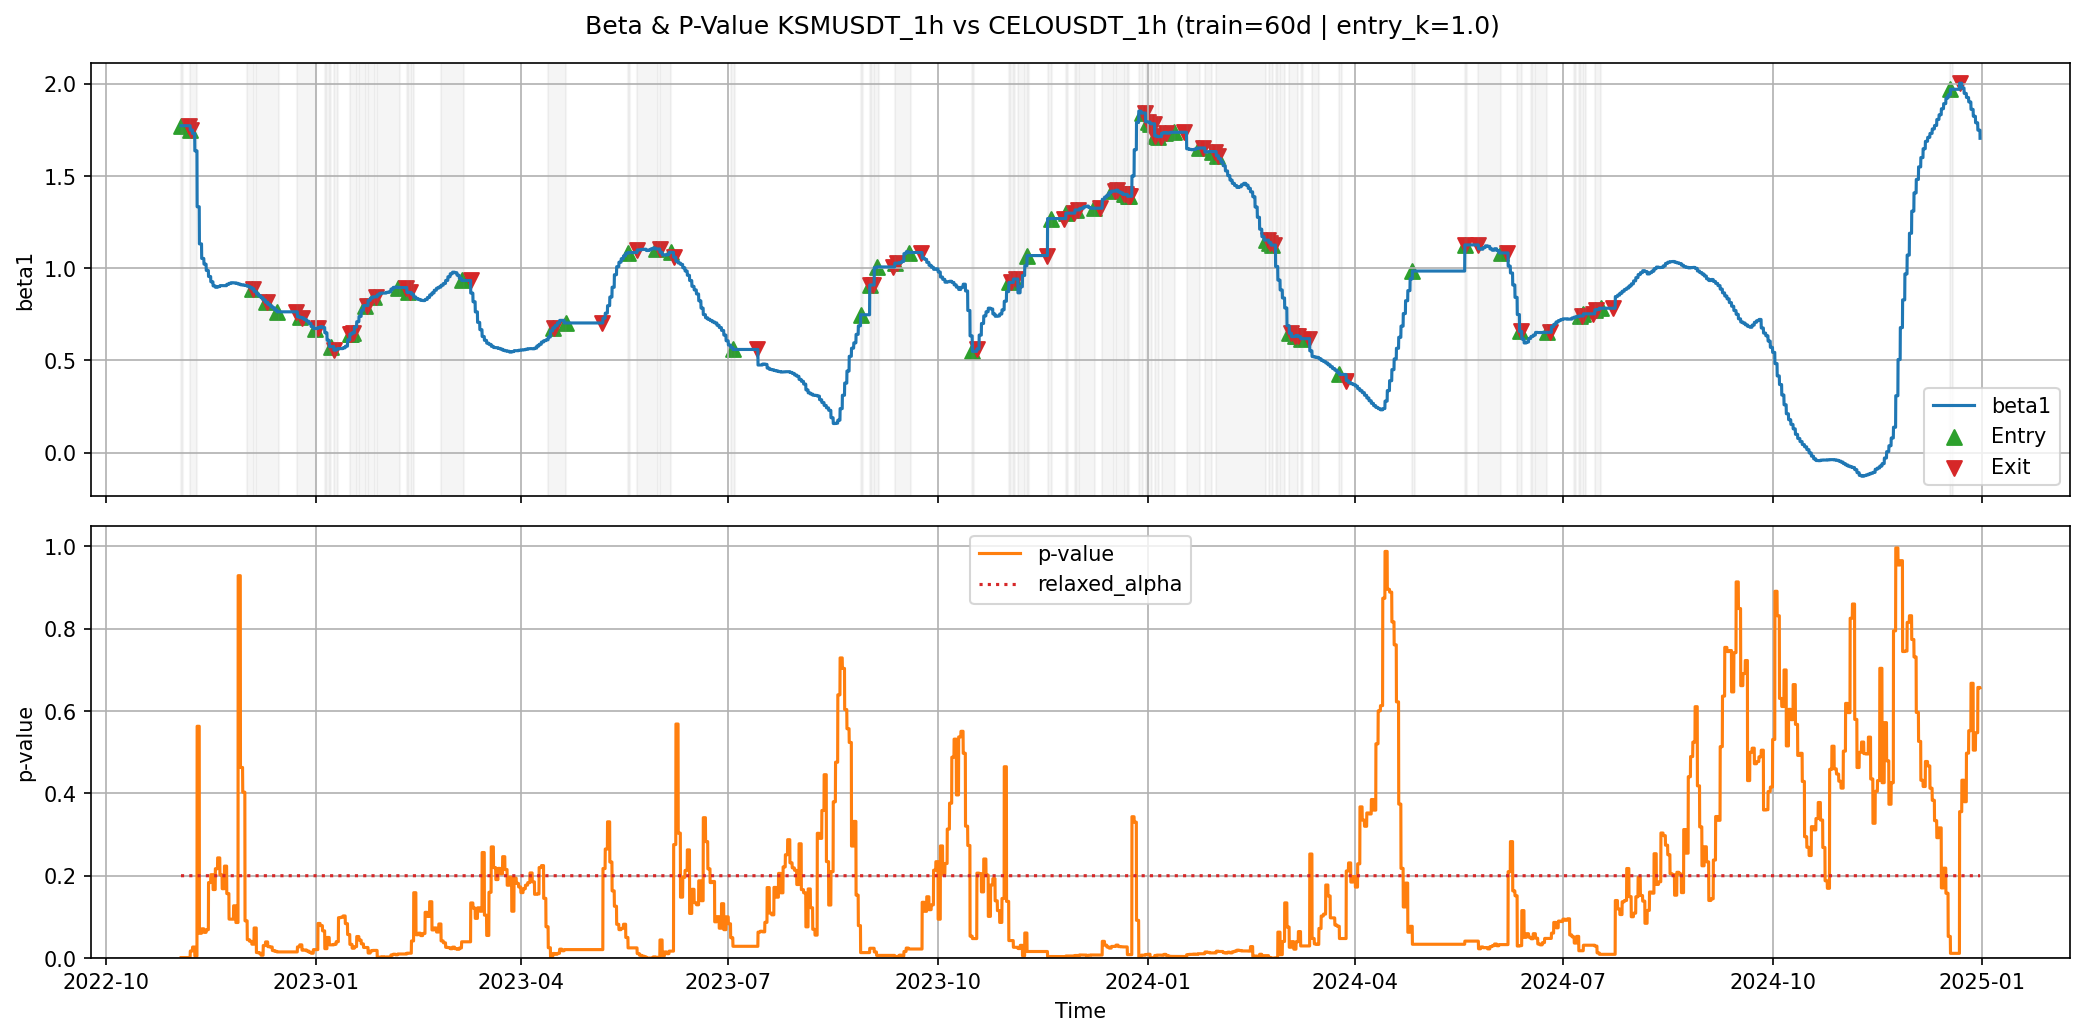 Beta & P-Value KSMUSDT_1h vs CELOUSDT_1h (train=60d | entry_k=1.0)
beta1
2.0
1.5
1.0
0.5
0.0
beta1
Entry
Exit
p-value
1.0
0.8
0.6
0.4
0.2
0.0
p-value
relaxed_alpha
2022-10 2023-01 2023-04 2023-07 2023-10 2024-01 2024-04 2024-07 2024-10 2025-01
Time